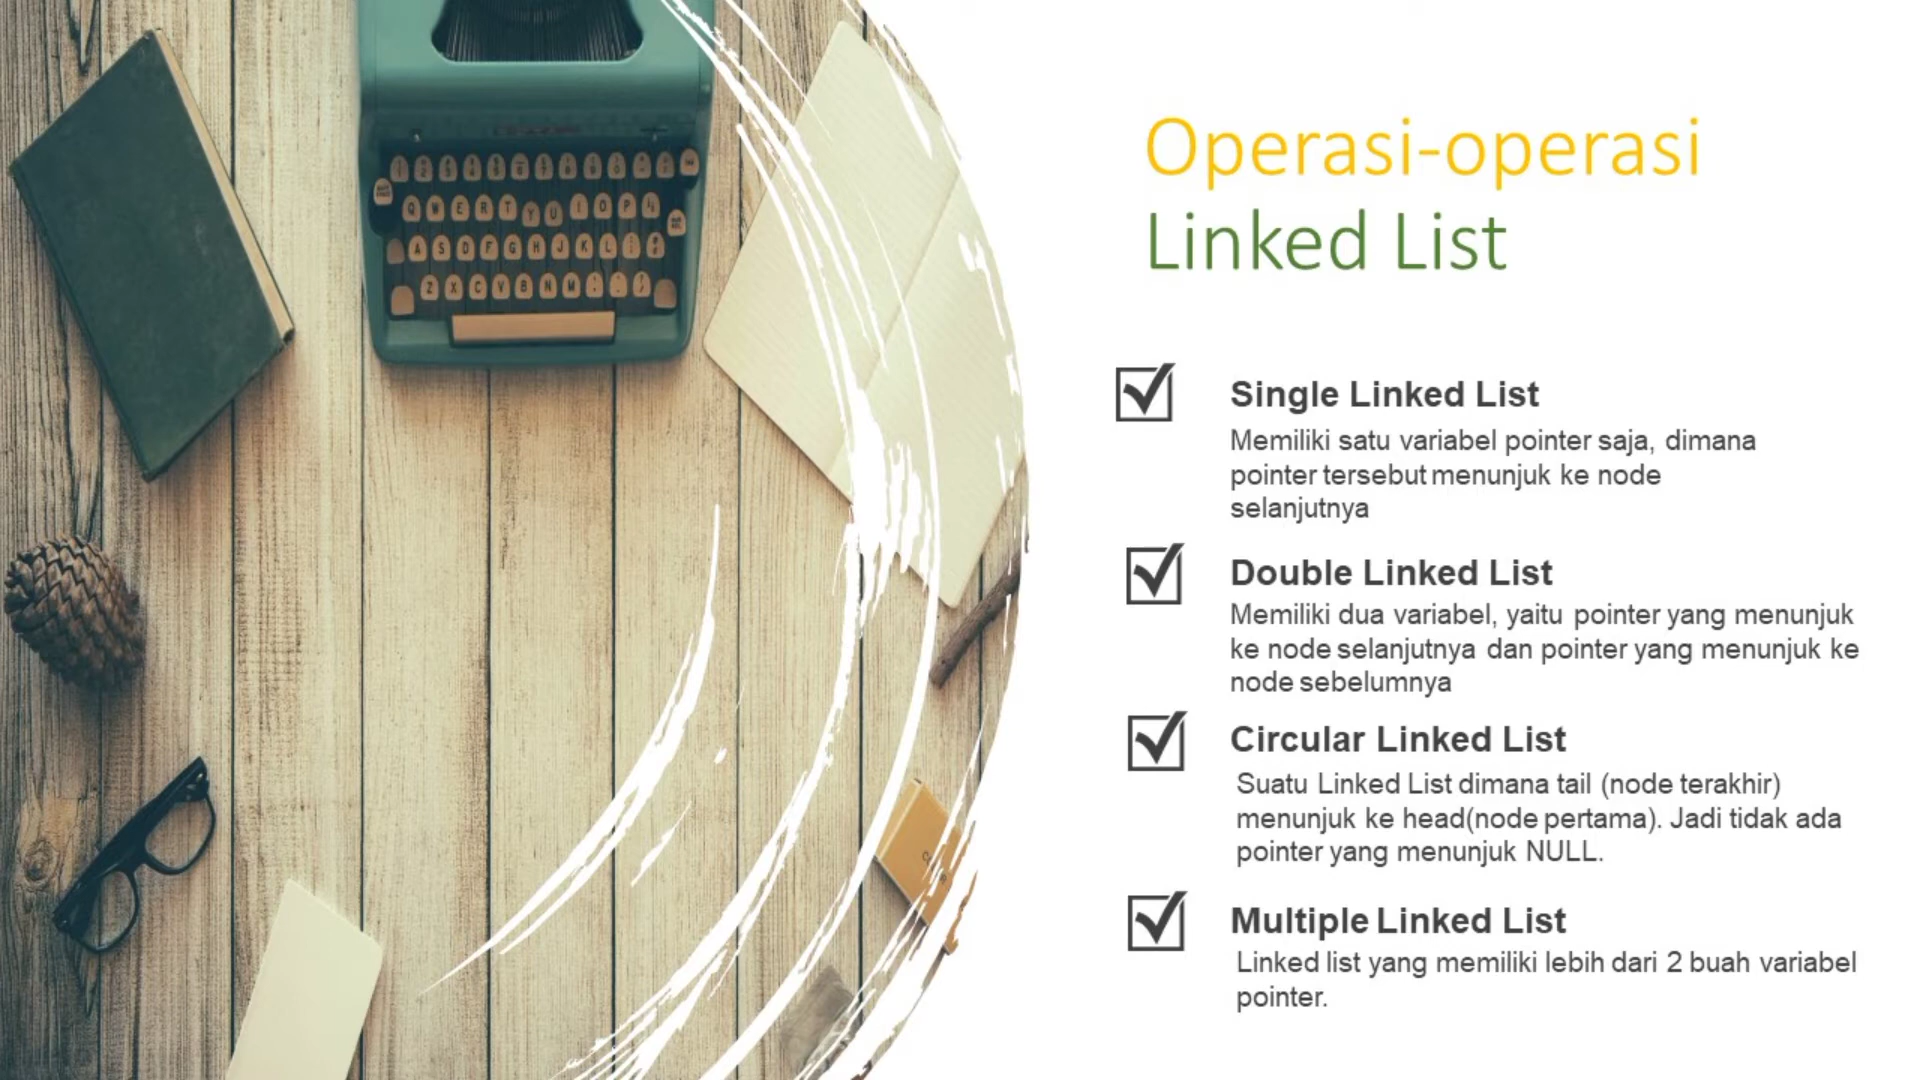 Operasi-operasi
Linked List
Single Linked List
Memiliki satu variabel pointer saja, dimana
pointer tersebut menunjuk ke node
selanjutnya
Double Linked List
Memiliki dua variabel, yaitu pointer yang menunjuk
ke node selanjutnya dan pointer yang menunjuk ke
node sebelumnya
Circular Linked List
Suatu Linked List dimana tail (node terakhir)
menunjuk ke head(node pertama). Jadi tidak ada
pointer yang menunjuk NULL.
Multiple Linked List
Linked list yang memiliki lebih dari 2 buah variabel
pointer.
Q W E R T Y U I O P
A S D F G H J K L
Z X C V B N M